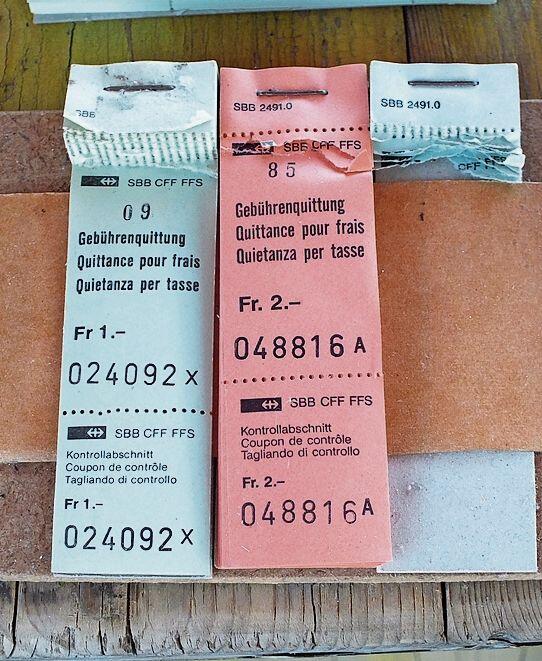 SBB
SBB CFF FFS
09
Gebührenquittung
Quittance pour frais
Quietanza per tasse
Fr 1.–
024092 x
SBB CFF FFS
Kontrollabschnitt
Coupon de contrôle
Tagliando di controllo
Fr 1.–
024092 x
SBB 2491.0
SBB CFF FFS
85
Gebührenquittung
Quittance pour frais
Quietanza per tasse
Fr. 2.–
048816 A
SBB CFF FFS
Kontrollabschnitt
Coupon de contrôle
Tagliando di controllo
Fr. 2.–
048816 A
SBB 2491.0
CFF FFS